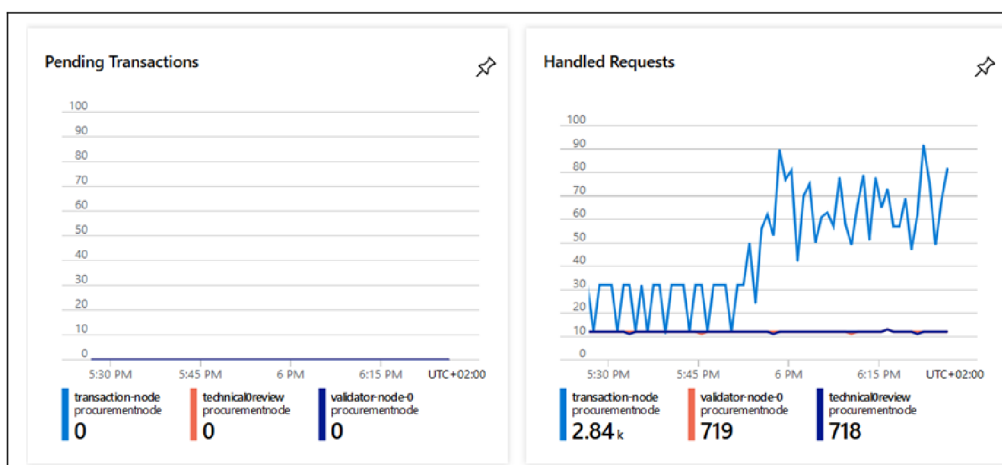 Pending Transactions
100
90
80
70
60
50
40
30
20
10
0
5:30 PM 5:45 PM 6 PM 6:15 PM UTC+02:00
transaction-node technical0review validator-node-0
procurementnode procurementnode procurementnode
0 0 0
Handled Requests
100
90
80
70
60
50
40
30
20
10
0
5:30 PM 5:45 PM 6 PM 6:15 PM UTC+02:00
transaction-node validator-node-0 technical0review
procurementnode procurementnode procurementnode
2.84 k 719 718